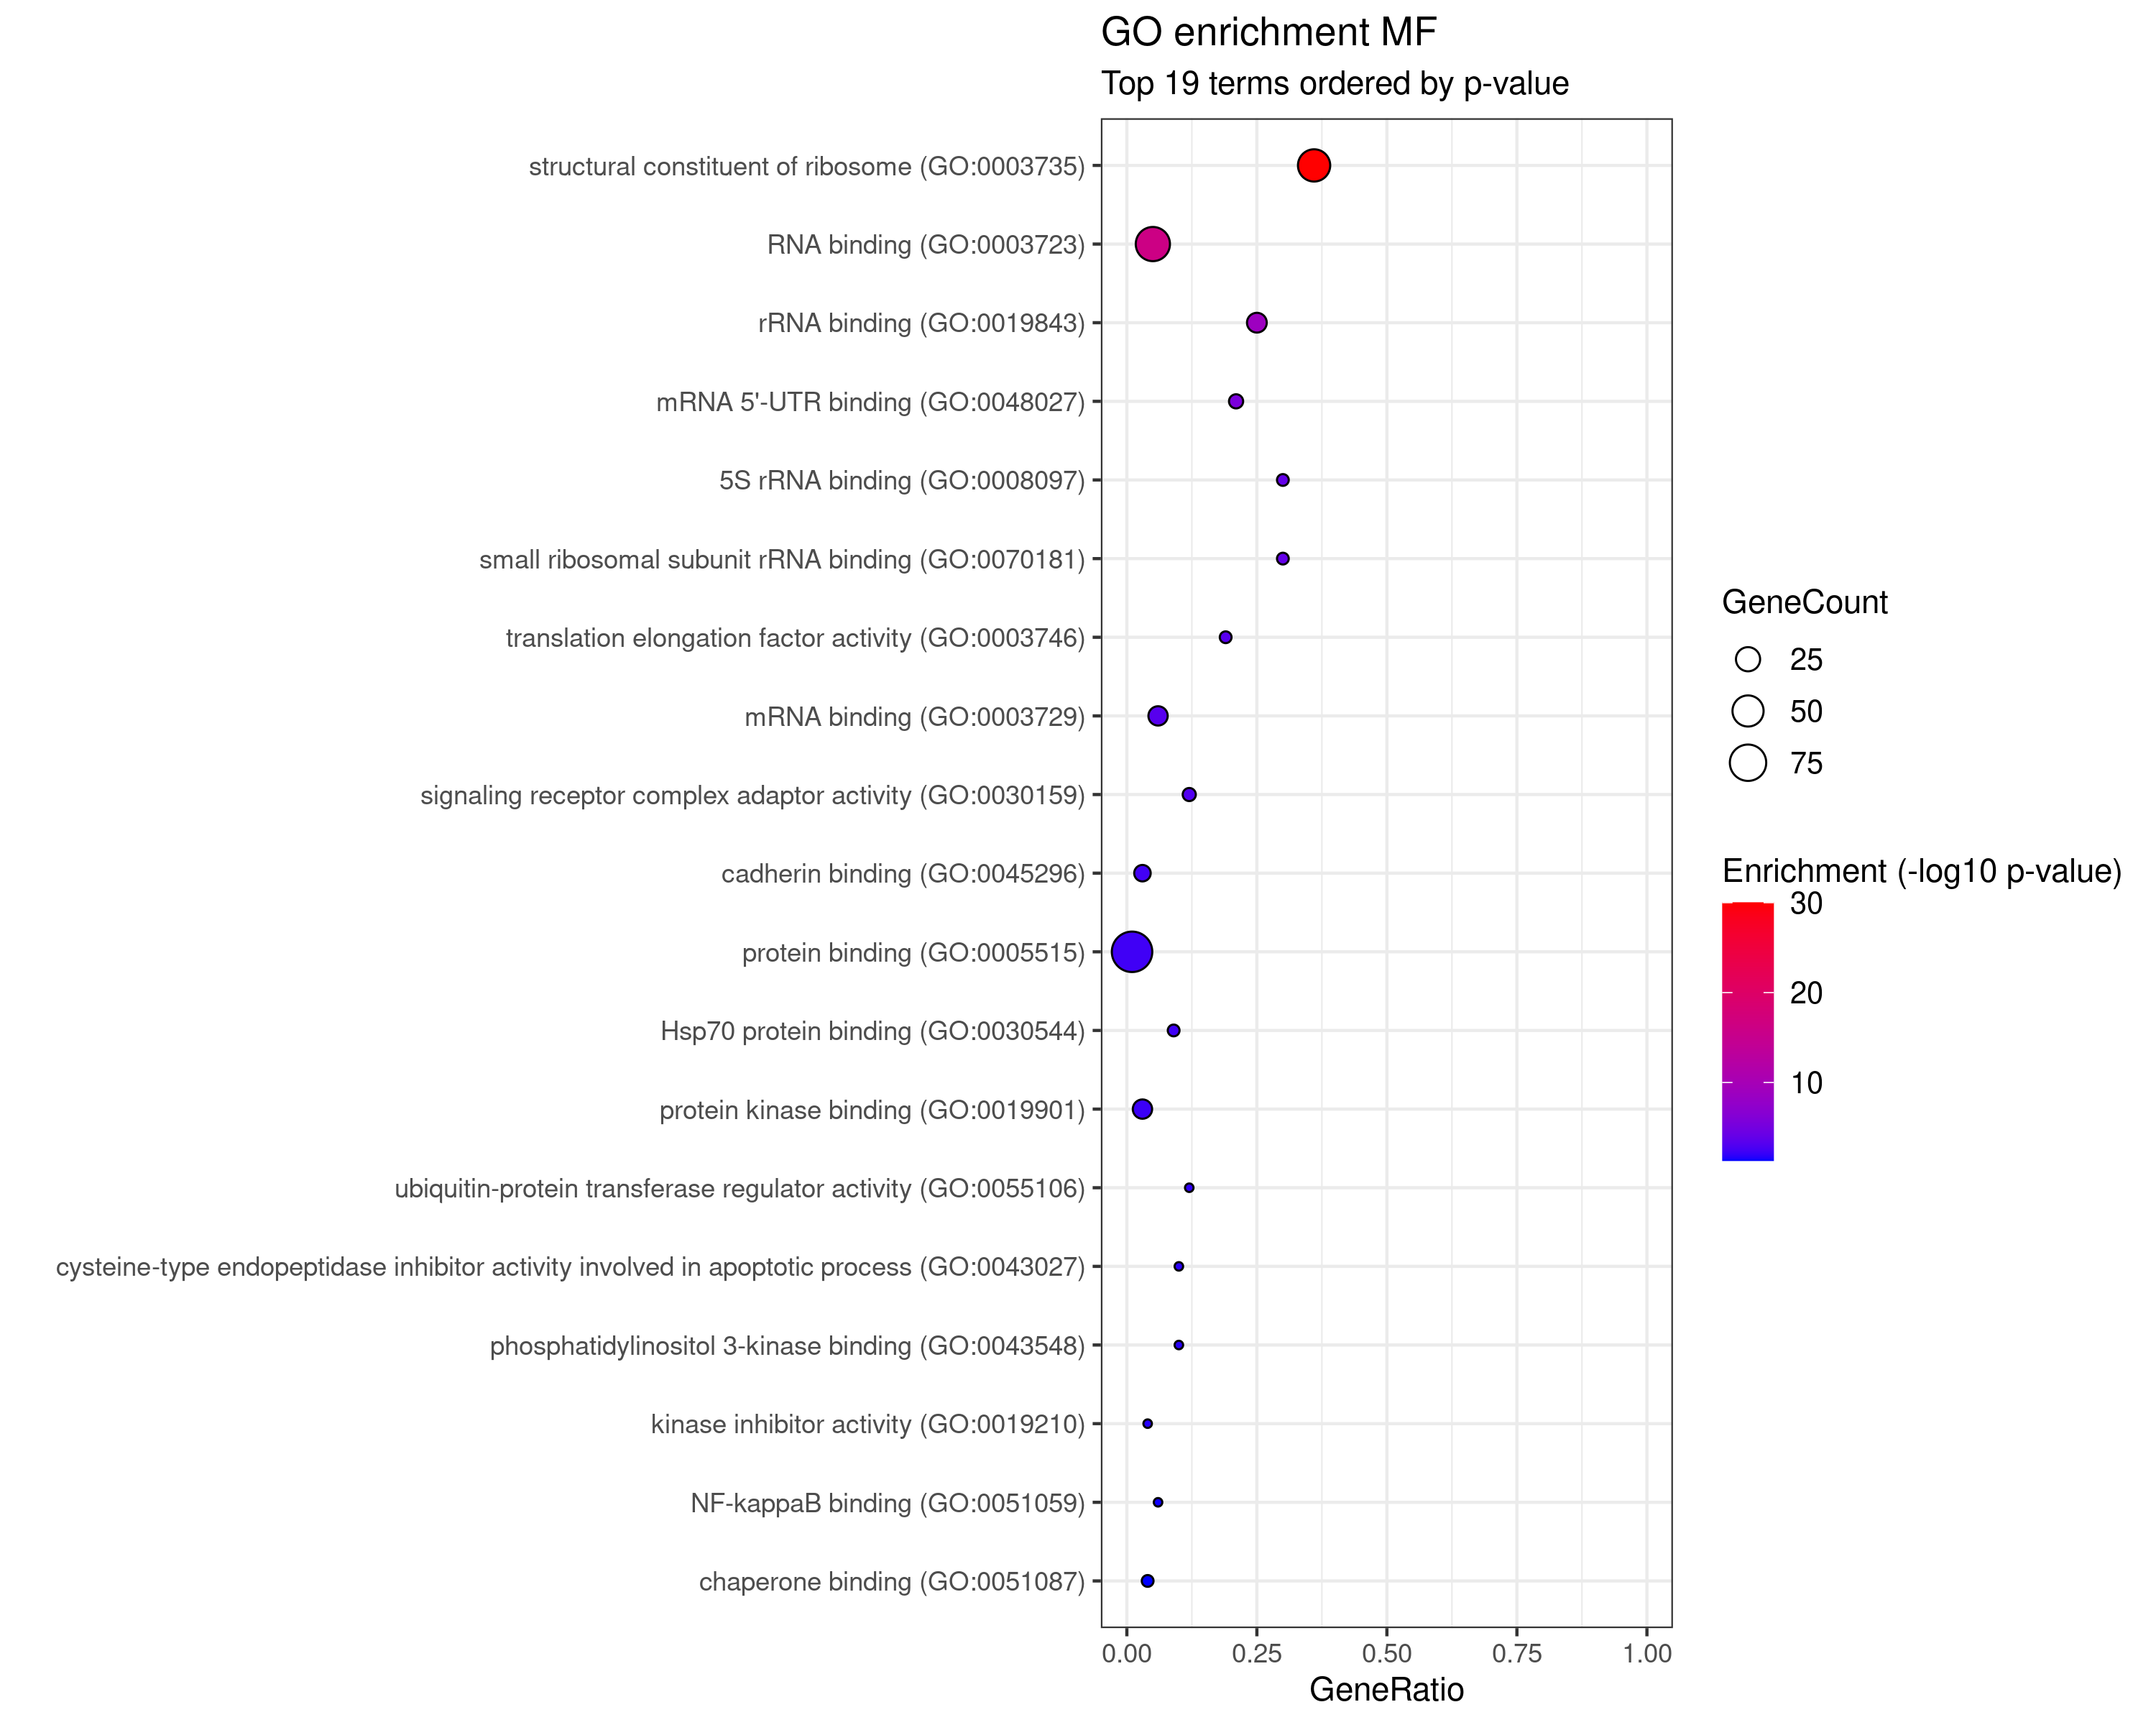 GO enrichment MF
Top 19 terms ordered by p-value
structural constituent of ribosome (GO:0003735)
RNA binding (GO:0003723)
rRNA binding (GO:0019843)
mRNA 5'-UTR binding (GO:0048027)
5S rRNA binding (GO:0008097)
small ribosomal subunit rRNA binding (GO:0070181)
translation elongation factor activity (GO:0003746)
mRNA binding (GO:0003729)
signaling receptor complex adaptor activity (GO:0030159)
cadherin binding (GO:0045296)
protein binding (GO:0005515)
Hsp70 protein binding (GO:0030544)
protein kinase binding (GO:0019901)
ubiquitin-protein transferase regulator activity (GO:0055106)
cysteine-type endopeptidase inhibitor activity involved in apoptotic process (GO:0043027)
phosphatidylinositol 3-kinase binding (GO:0043548)
kinase inhibitor activity (GO:0019210)
NF-kappaB binding (GO:0051059)
chaperone binding (GO:0051087)
0.00 0.25 0.50 0.75 1.00
GeneRatio
GeneCount
25
50
75
Enrichment (-log10 p-value)
30
20
10